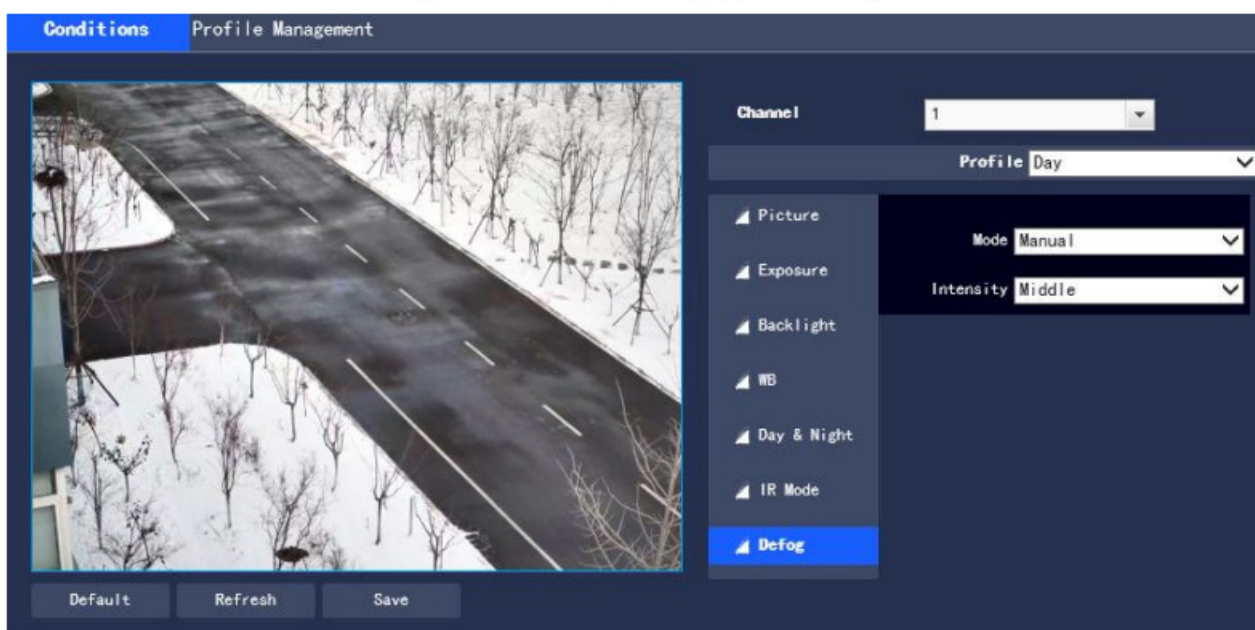 Conditions Profile Management
Channel 1
Profile Day
Picture
Mode Manual
Exposure
Intensity Middle
Backlight
WB
Day & Night
IR Mode
Defog
Default Refresh Save